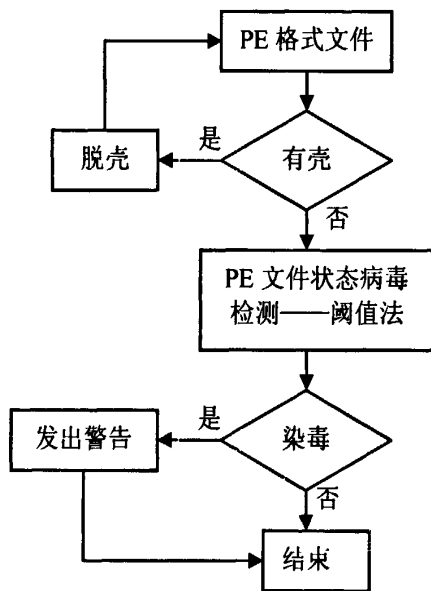 PE 格式文件
是
脱壳
有壳
否
PE 文件状态病毒
检测——阈值法
是
发出警告
染毒
否
结束